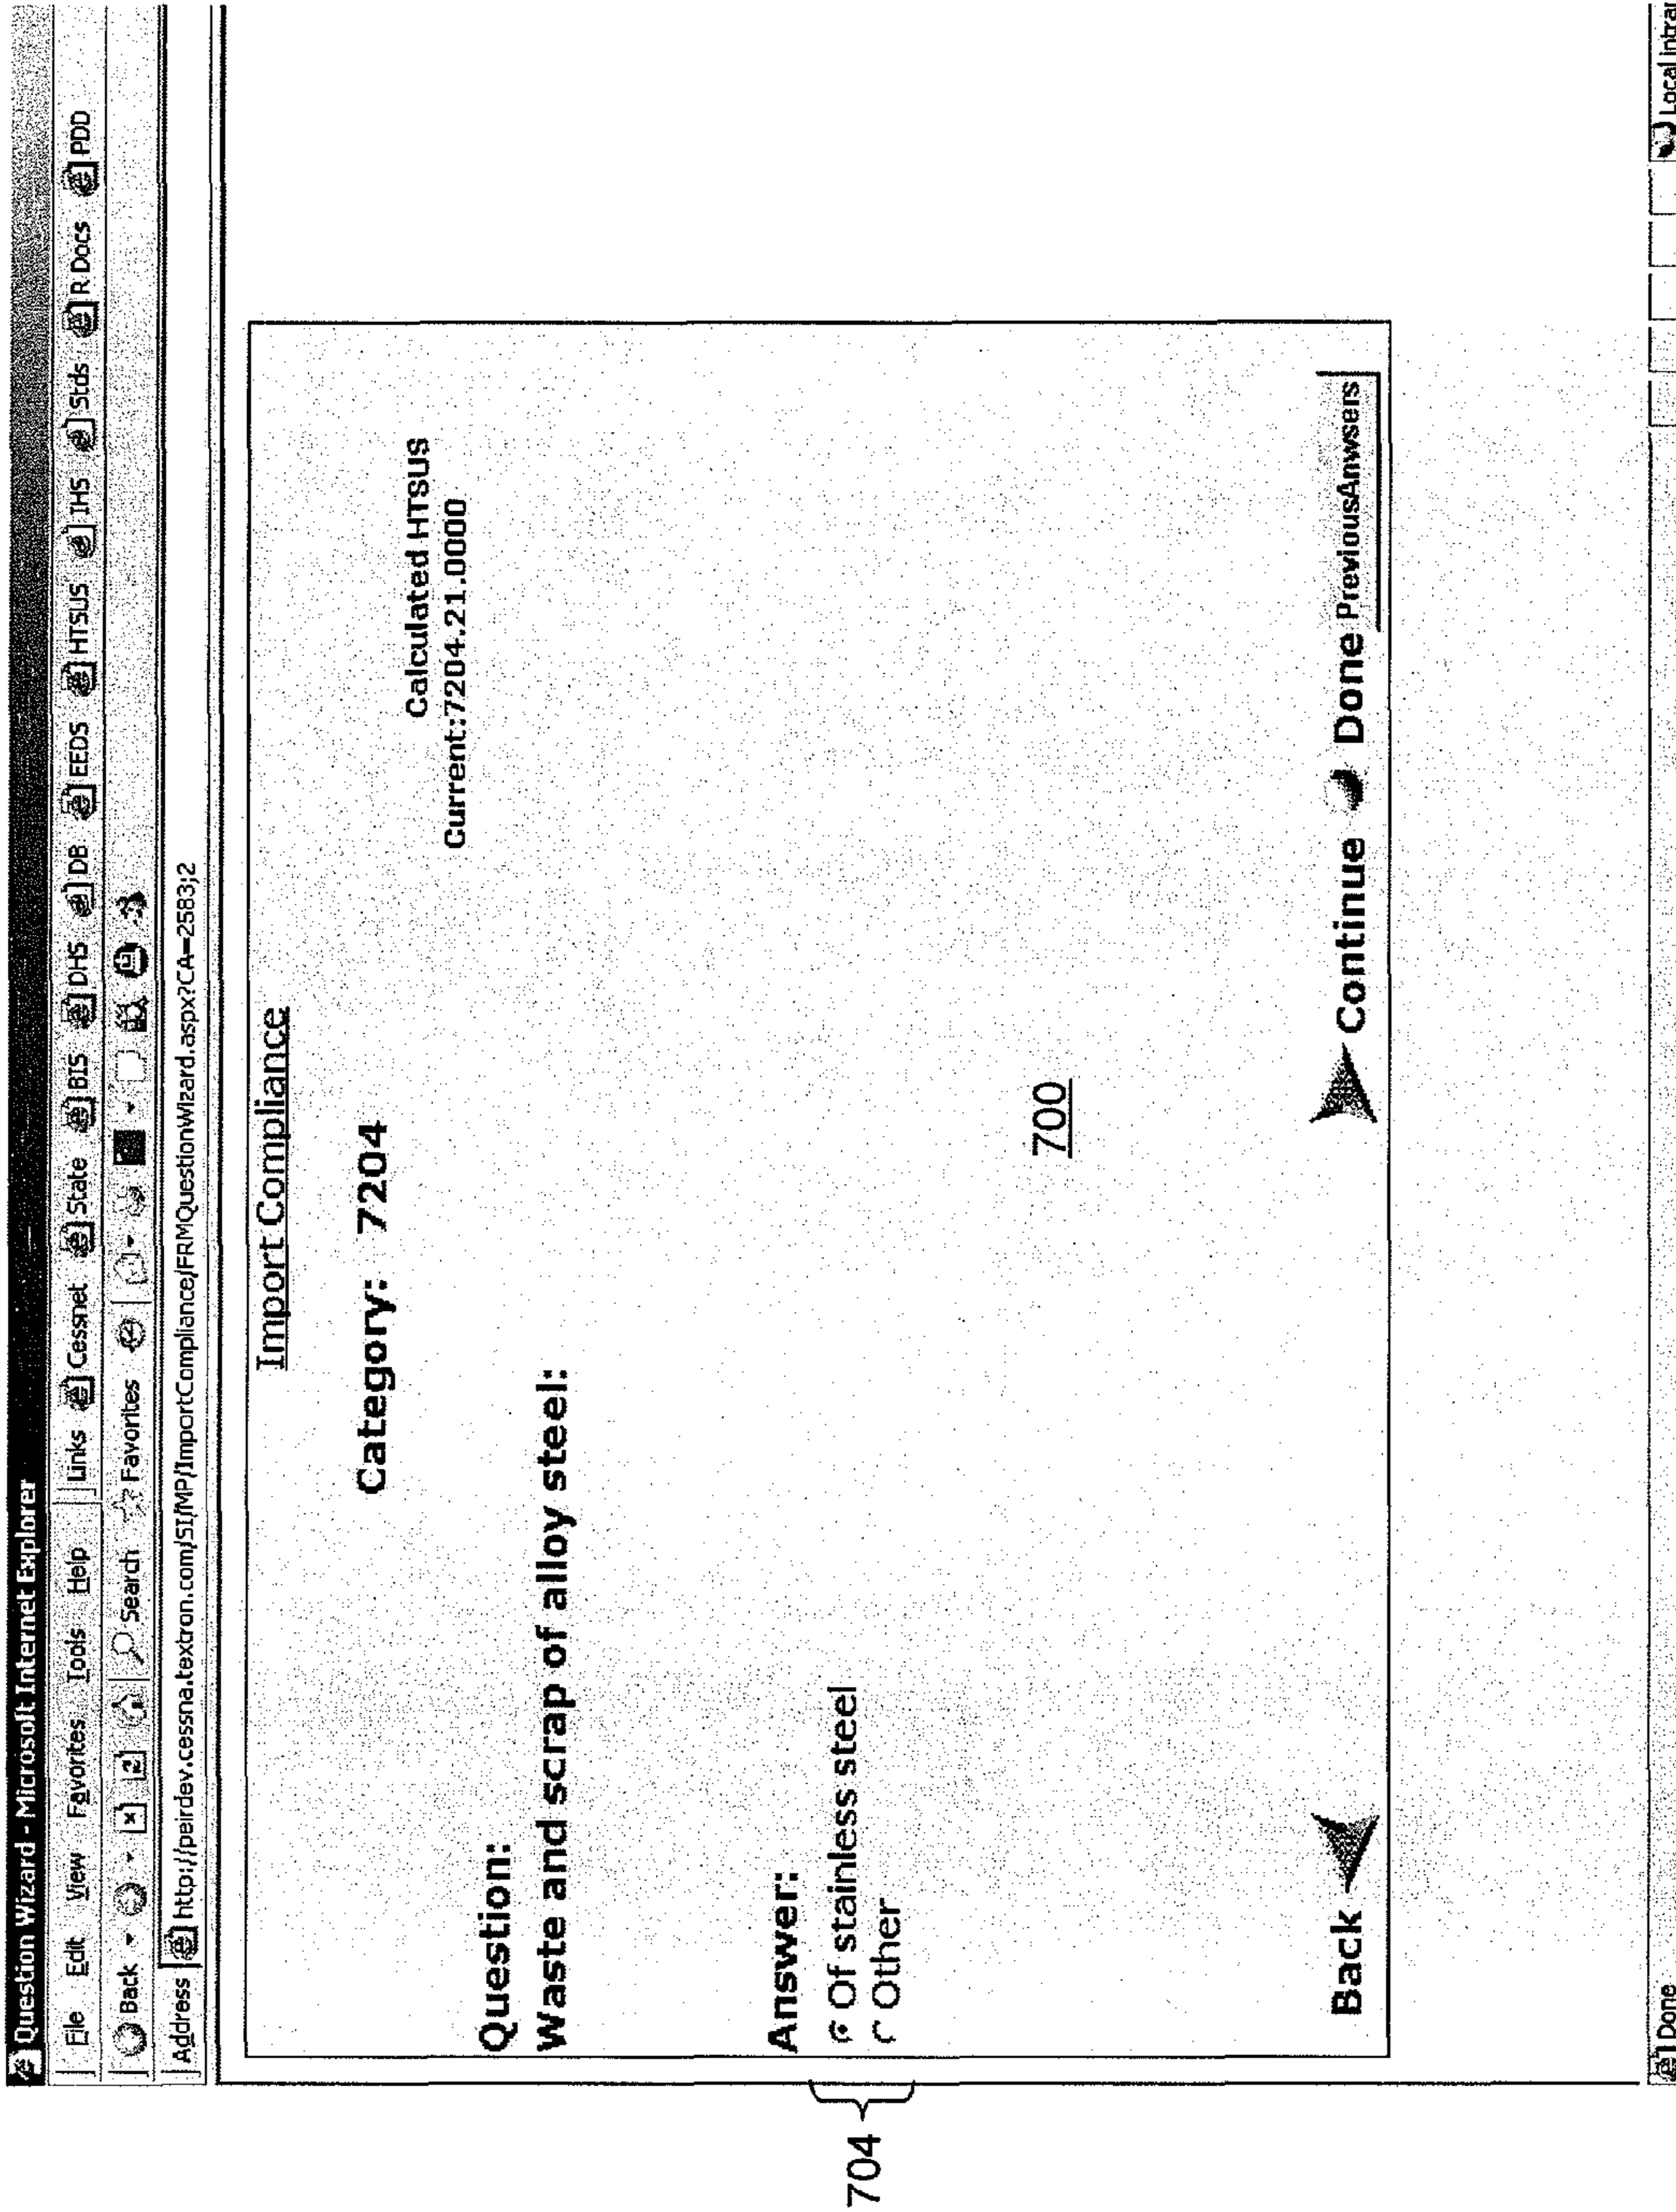 Question Wizard - Microsoft Internet Explorer
File Edit View Favorites Tools Help Links Cessnet State BIS DHS DB EEDS HTSUS IHS Stds R Docs PDD
Back Search Favorites
Address http://peirdev.cessna.textron.com/SI/MP/ImportCompliance/FRMQuestionWizard.aspx?CA=2583;2
Import Compliance
Category: 7204
Calculated HTSUS
Current:7204.21.0000
Question:
Waste and scrap of alloy steel:
Answer:
Of stainless steel
Other
704
700
Back Continue Done PreviousAnwsers
Done Local intran